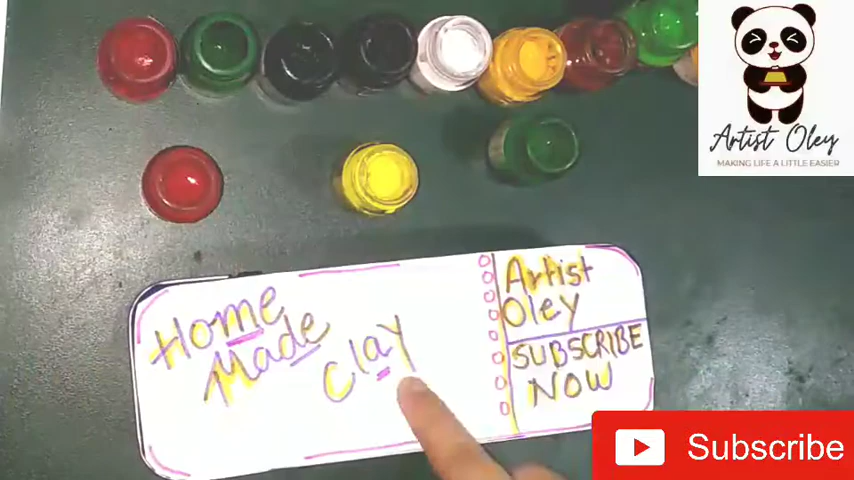 Artist Oley
MAKING LIFE A LITTLE EASIER
Home
Made
Clay
Artist
Oley
SUBSCRIBE
NOW
Subscribe